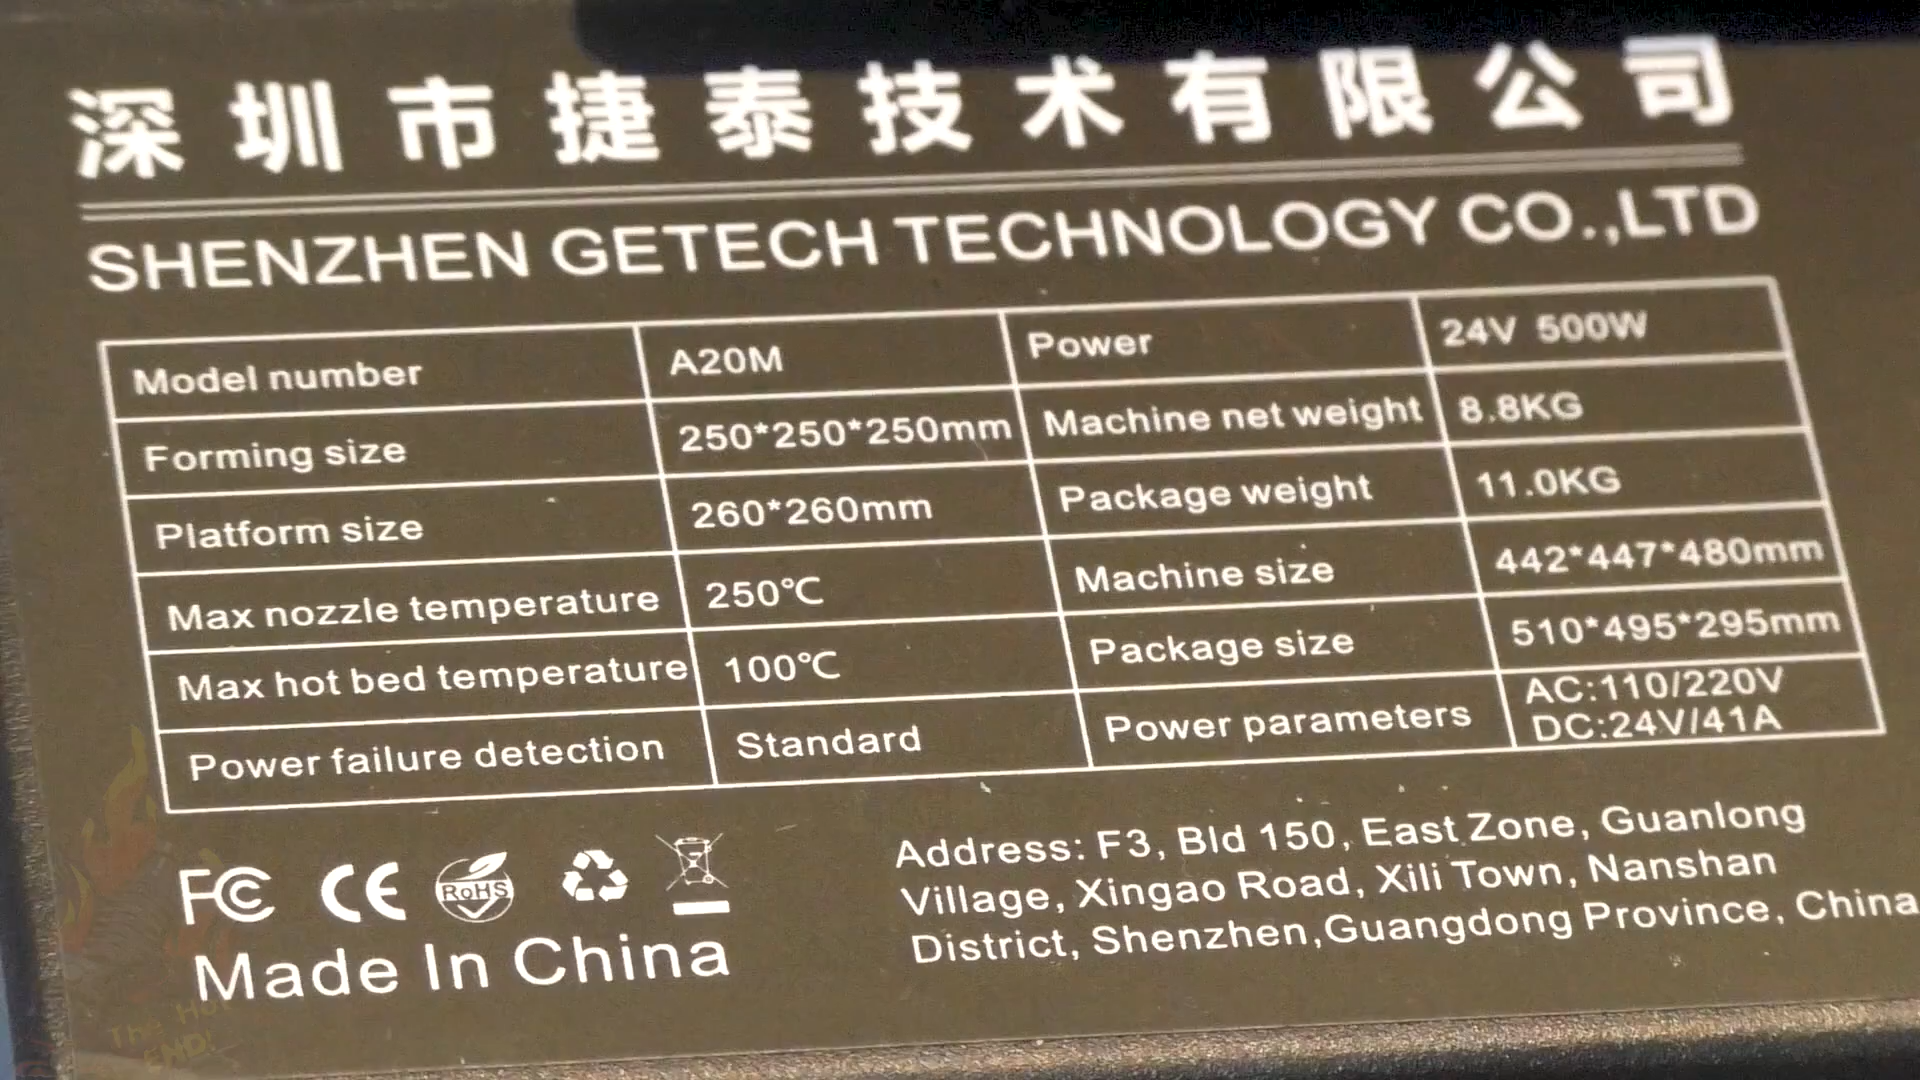 深圳市捷泰技术有限公司
SHENZHEN GETECH TECHNOLOGY CO.,LTD
Model number A20M Power 24V 500W
Forming size 250*250*250mm Machine net weight 8.8KG
Platform size 260*260mm Package weight 11.0KG
Max nozzle temperature 250℃ Machine size 442*447*480mm
Max hot bed temperature 100℃ Package size 510*495*295mm
Power failure detection Standard Power parameters AC:110/220V
DC:24V/41A
FC CE RoHS
Made In China
Address: F3, Bld 150, East Zone, Guanlong
Village, Xingao Road, Xili Town, Nanshan
District, Shenzhen,Guangdong Province, China
The Hot
END!